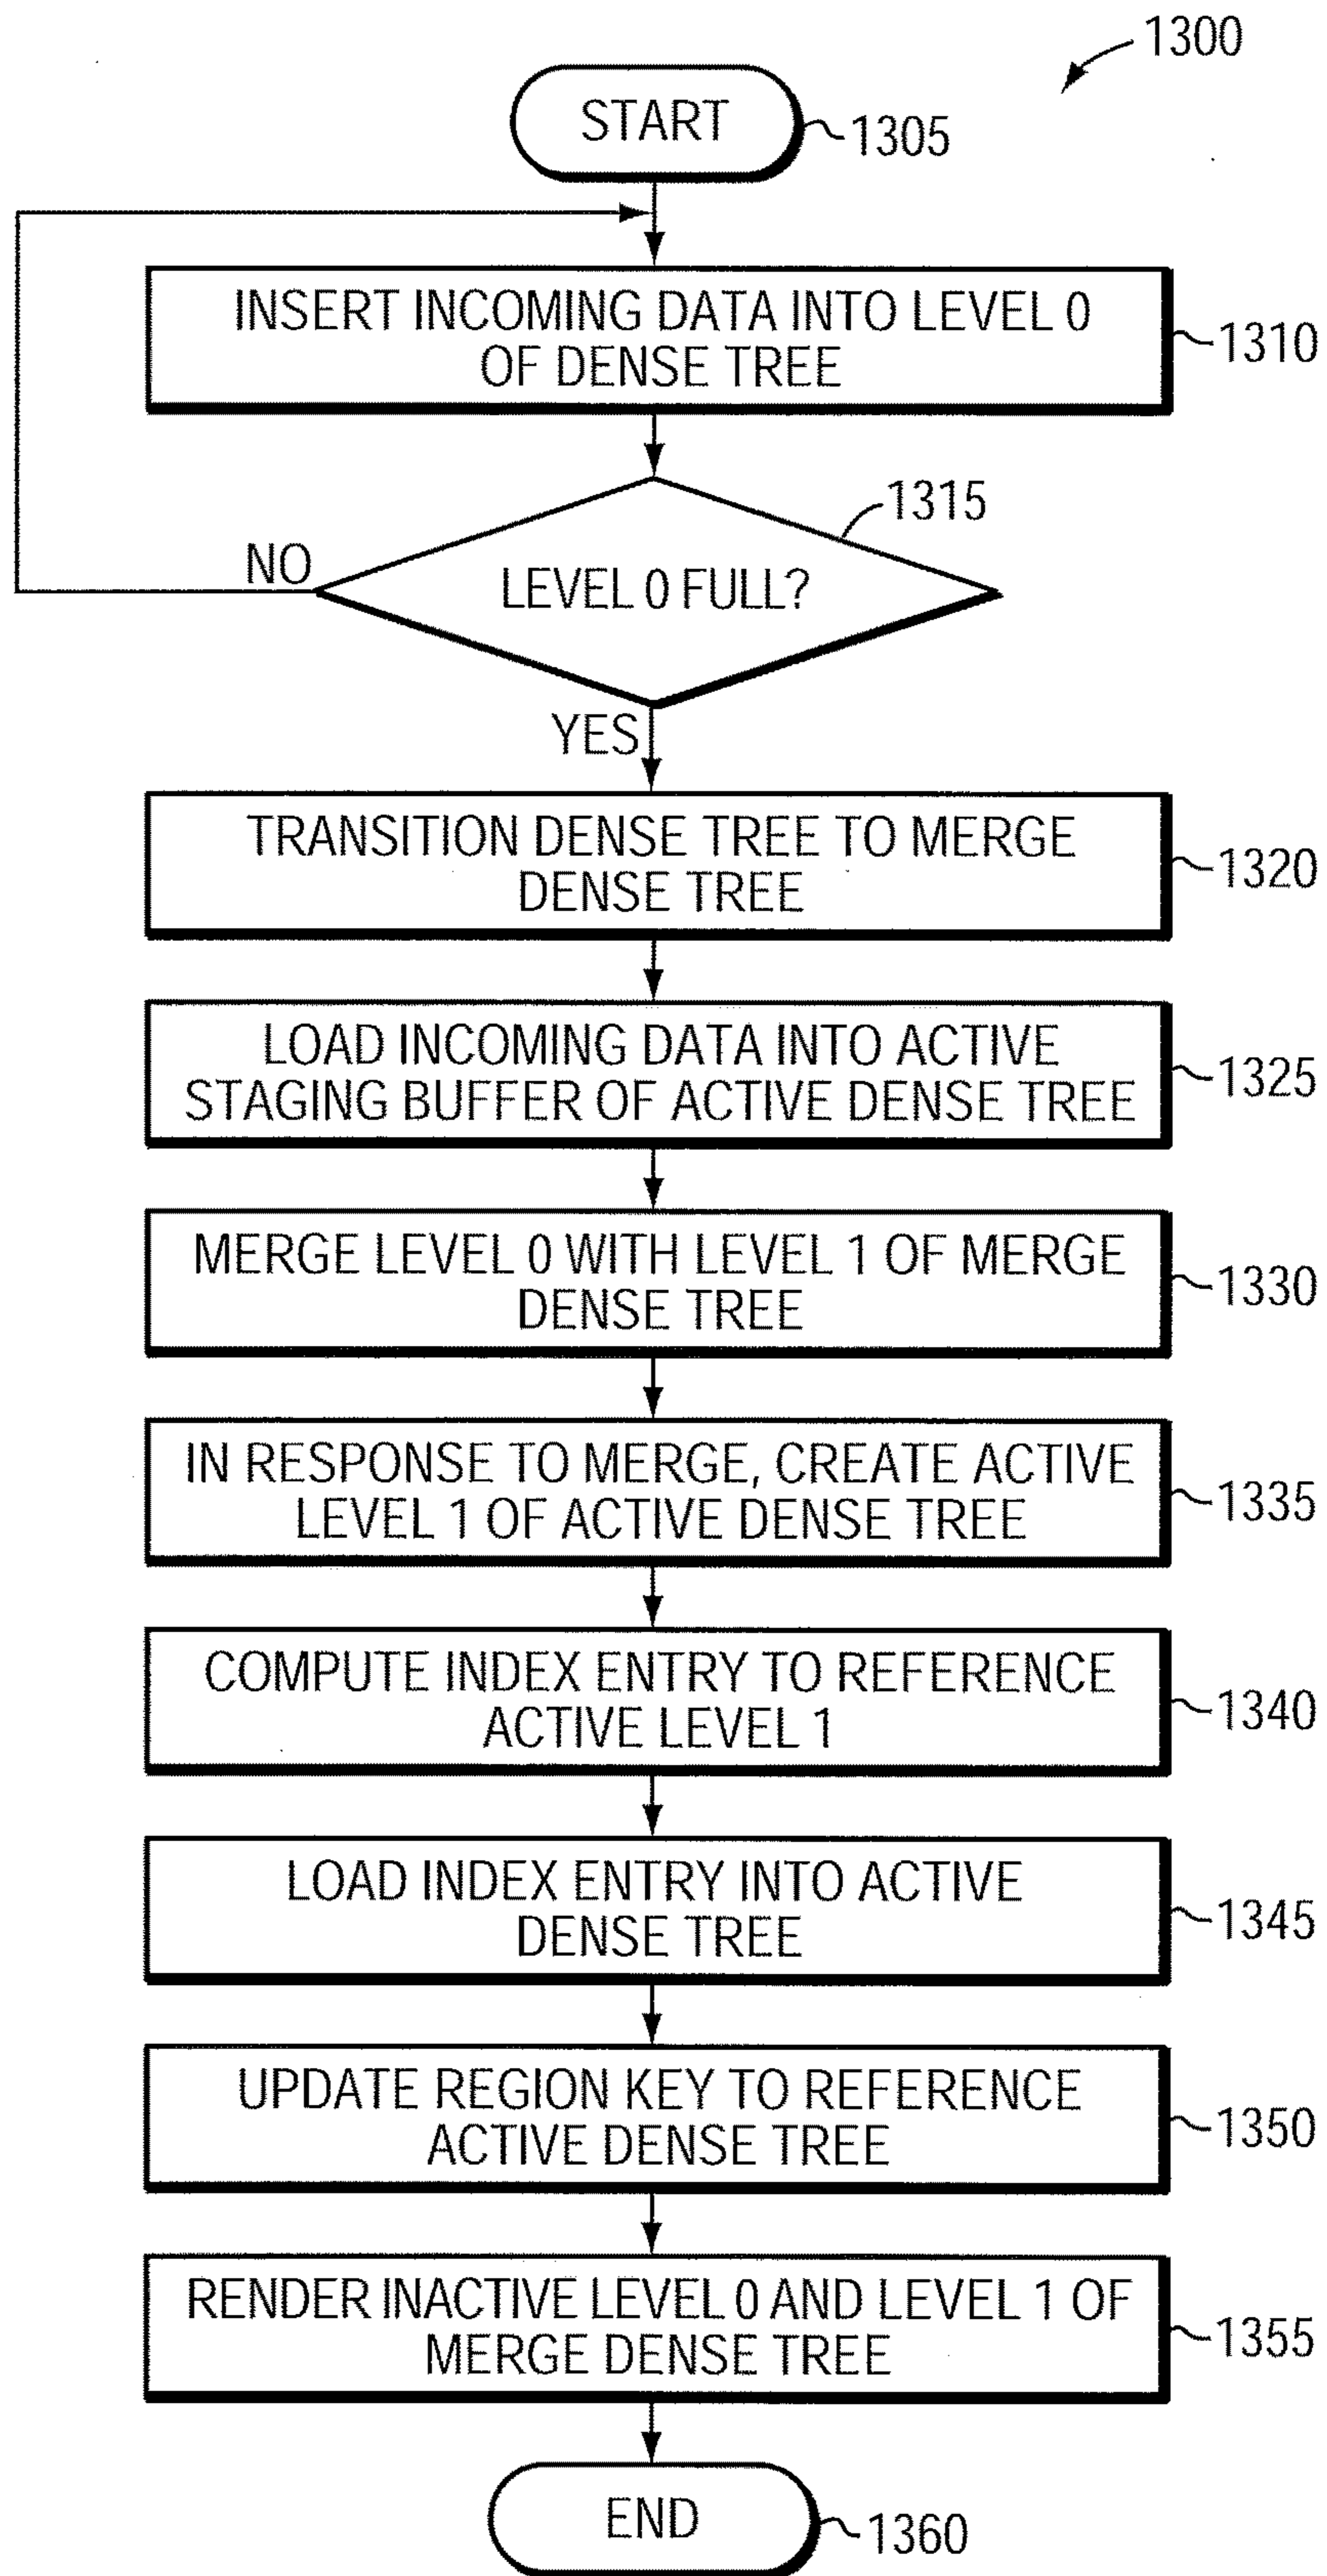 1300
START
1305
INSERT INCOMING DATA INTO LEVEL 0
OF DENSE TREE
1310
1315
LEVEL 0 FULL?
NO
YES
TRANSITION DENSE TREE TO MERGE
DENSE TREE
1320
LOAD INCOMING DATA INTO ACTIVE
STAGING BUFFER OF ACTIVE DENSE TREE
1325
MERGE LEVEL 0 WITH LEVEL 1 OF MERGE
DENSE TREE
1330
IN RESPONSE TO MERGE, CREATE ACTIVE
LEVEL 1 OF ACTIVE DENSE TREE
1335
COMPUTE INDEX ENTRY TO REFERENCE
ACTIVE LEVEL 1
1340
LOAD INDEX ENTRY INTO ACTIVE
DENSE TREE
1345
UPDATE REGION KEY TO REFERENCE
ACTIVE DENSE TREE
1350
RENDER INACTIVE LEVEL 0 AND LEVEL 1 OF
MERGE DENSE TREE
1355
END
1360